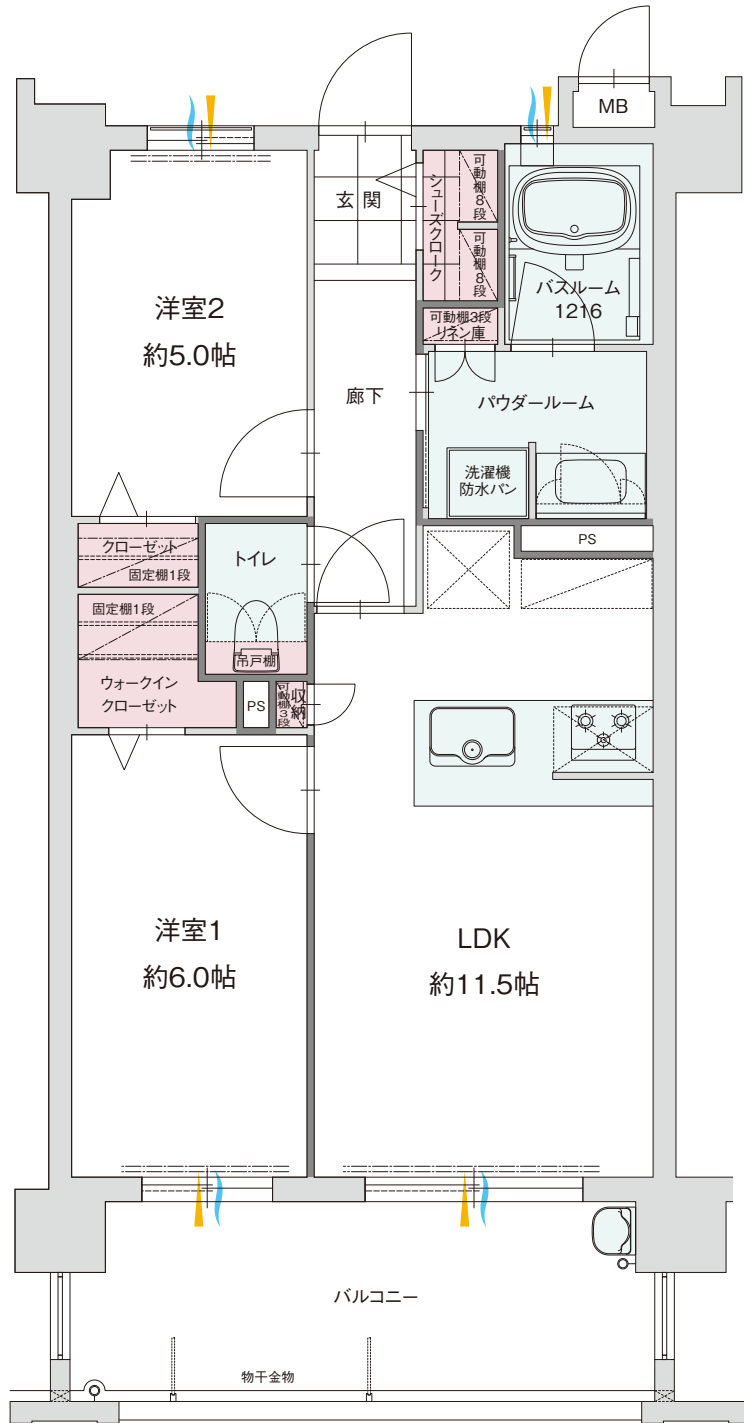 MB
玄関
シューズクローク
可動棚8段
可動棚8段
バスルーム
1216
洋室2
約5.0帖
可動棚3段
リネン庫
廊下
パウダールーム
洗濯機
防水パン
PS
クローゼット
固定棚1段
トイレ
固定棚1段
吊戸棚
ウォークイン
クローゼット
PS
可動棚3段
収納
洋室1
約6.0帖
LDK
約11.5帖
バルコニー
物干金物